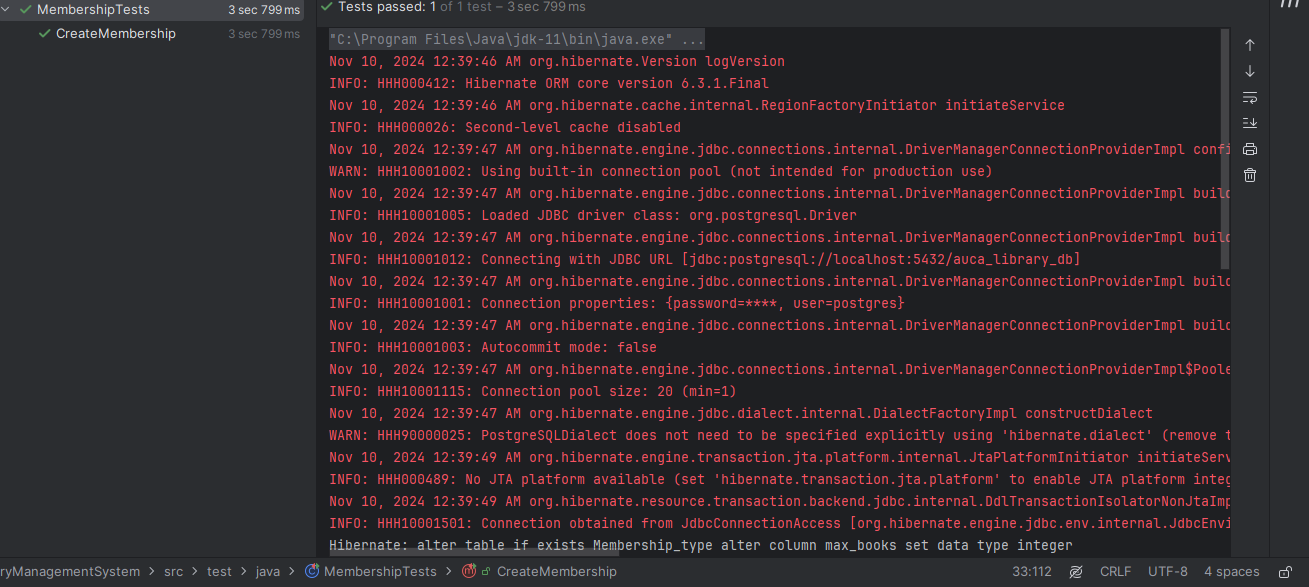 MembershipTests 3 sec 799 ms
CreateMembership 3 sec 799 ms
Tests passed: 1 of 1 test – 3 sec 799 ms
"C:\Program Files\Java\jdk-11\bin\java.exe" ...
Nov 10, 2024 12:39:46 AM org.hibernate.Version logVersion
INFO: HHH000412: Hibernate ORM core version 6.3.1.Final
Nov 10, 2024 12:39:46 AM org.hibernate.cache.internal.RegionFactoryInitiator initiateService
INFO: HHH000026: Second-level cache disabled
Nov 10, 2024 12:39:47 AM org.hibernate.engine.jdbc.connections.internal.DriverManagerConnectionProviderImpl confi
WARN: HHH10001002: Using built-in connection pool (not intended for production use)
Nov 10, 2024 12:39:47 AM org.hibernate.engine.jdbc.connections.internal.DriverManagerConnectionProviderImpl build
INFO: HHH10001005: Loaded JDBC driver class: org.postgresql.Driver
Nov 10, 2024 12:39:47 AM org.hibernate.engine.jdbc.connections.internal.DriverManagerConnectionProviderImpl build
INFO: HHH10001012: Connecting with JDBC URL [jdbc:postgresql://localhost:5432/auca_library_db]
Nov 10, 2024 12:39:47 AM org.hibernate.engine.jdbc.connections.internal.DriverManagerConnectionProviderImpl build
INFO: HHH10001001: Connection properties: {password=****, user=postgres}
Nov 10, 2024 12:39:47 AM org.hibernate.engine.jdbc.connections.internal.DriverManagerConnectionProviderImpl build
INFO: HHH10001003: Autocommit mode: false
Nov 10, 2024 12:39:47 AM org.hibernate.engine.jdbc.connections.internal.DriverManagerConnectionProviderImpl$Poole
INFO: HHH10001115: Connection pool size: 20 (min=1)
Nov 10, 2024 12:39:47 AM org.hibernate.engine.jdbc.dialect.internal.DialectFactoryImpl constructDialect
WARN: HHH90000025: PostgreSQLDialect does not need to be specified explicitly using 'hibernate.dialect' (remove t
Nov 10, 2024 12:39:49 AM org.hibernate.engine.transaction.jta.platform.internal.JtaPlatformInitiator initiateServ
INFO: HHH000489: No JTA platform available (set 'hibernate.transaction.jta.platform' to enable JTA platform integ
Nov 10, 2024 12:39:49 AM org.hibernate.resource.transaction.backend.jdbc.internal.DdlTransactionIsolatorNonJtaImp
INFO: HHH10001501: Connection obtained from JdbcConnectionAccess [org.hibernate.engine.jdbc.env.internal.JdbcEnvi
Hibernate: alter table if exists Membership_type alter column max_books set data type integer
ryManagementSystem > src > test > java > MembershipTests > CreateMembership 33:112 CRLF UTF-8 4 spaces